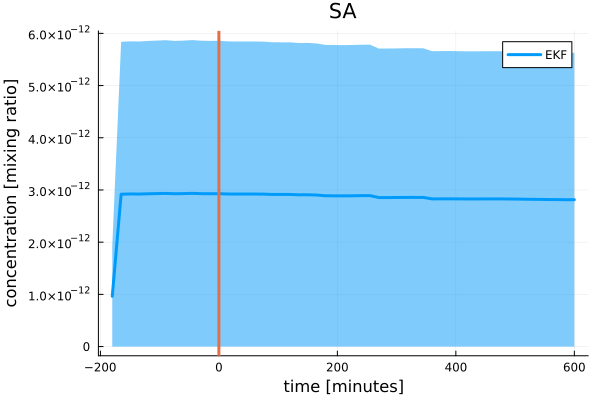 SA
concentration [mixing ratio]
6.0×10⁻¹²
5.0×10⁻¹²
4.0×10⁻¹²
3.0×10⁻¹²
2.0×10⁻¹²
1.0×10⁻¹²
0
EKF
−200 0 200 400 600
time [minutes]